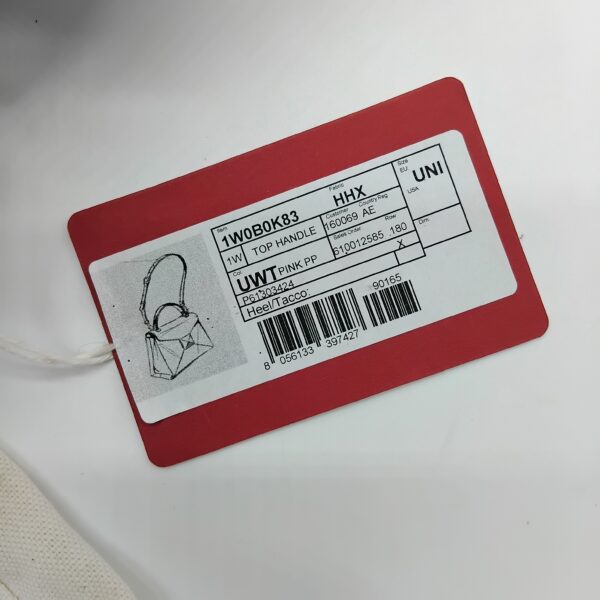 Item
1W0B0K83
Fabric
HHX
Size
EU
UNI
USA
1W TOP HANDLE
Customer Country Reg
160069 AE
Col.
UWT PINK PP
Sales Order Row
610012585 180
Dim.
P61303424
X
Heel/Tacco:
90165
8 056133 397427